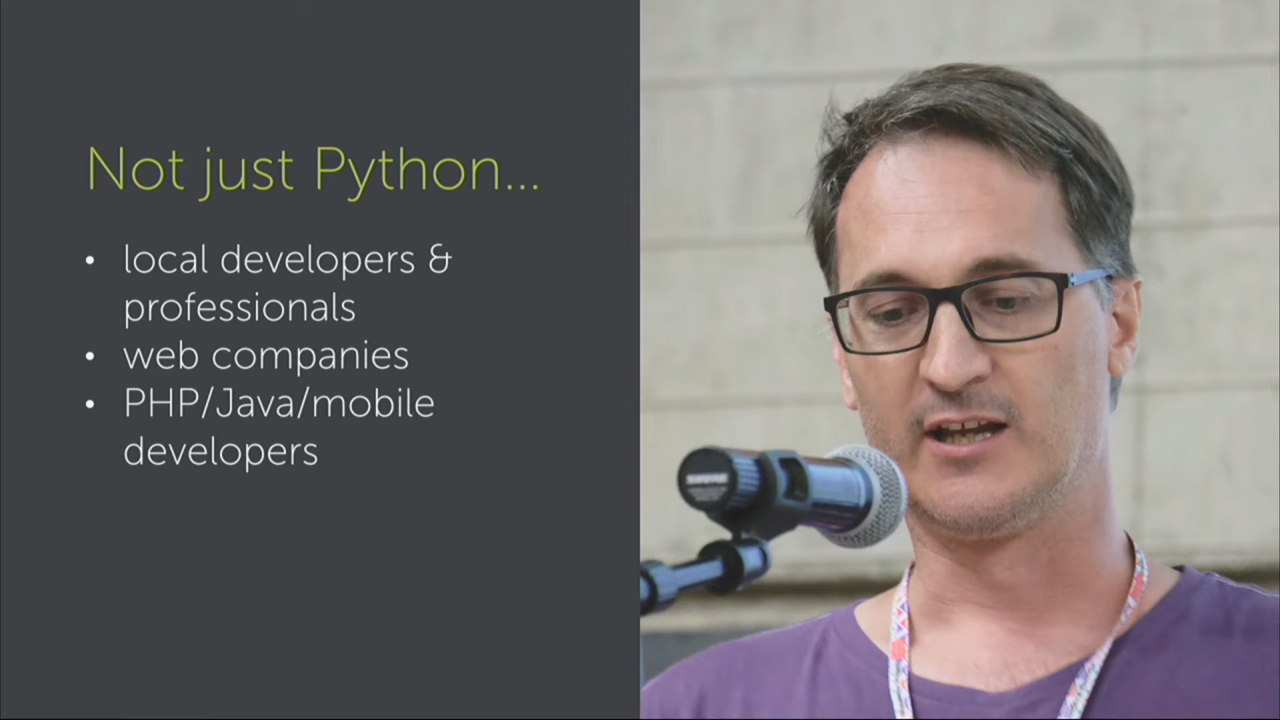 Not just Python...
• local developers &
professionals
• web companies
• PHP/Java/mobile
developers